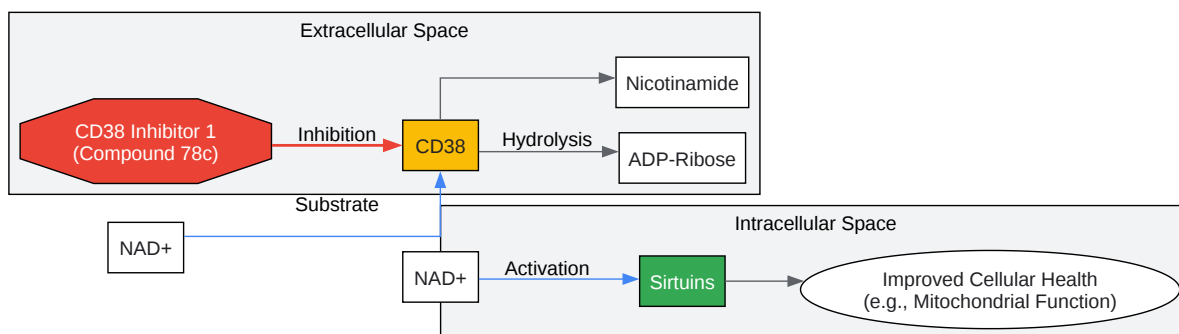 Extracellular Space
Nicotinamide
CD38 Inhibitor 1
(Compound 78c)
Inhibition
CD38
Hydrolysis
ADP-Ribose
Substrate
NAD+
Intracellular Space
NAD+
Activation
Sirtuins
Improved Cellular Health
(e.g., Mitochondrial Function)